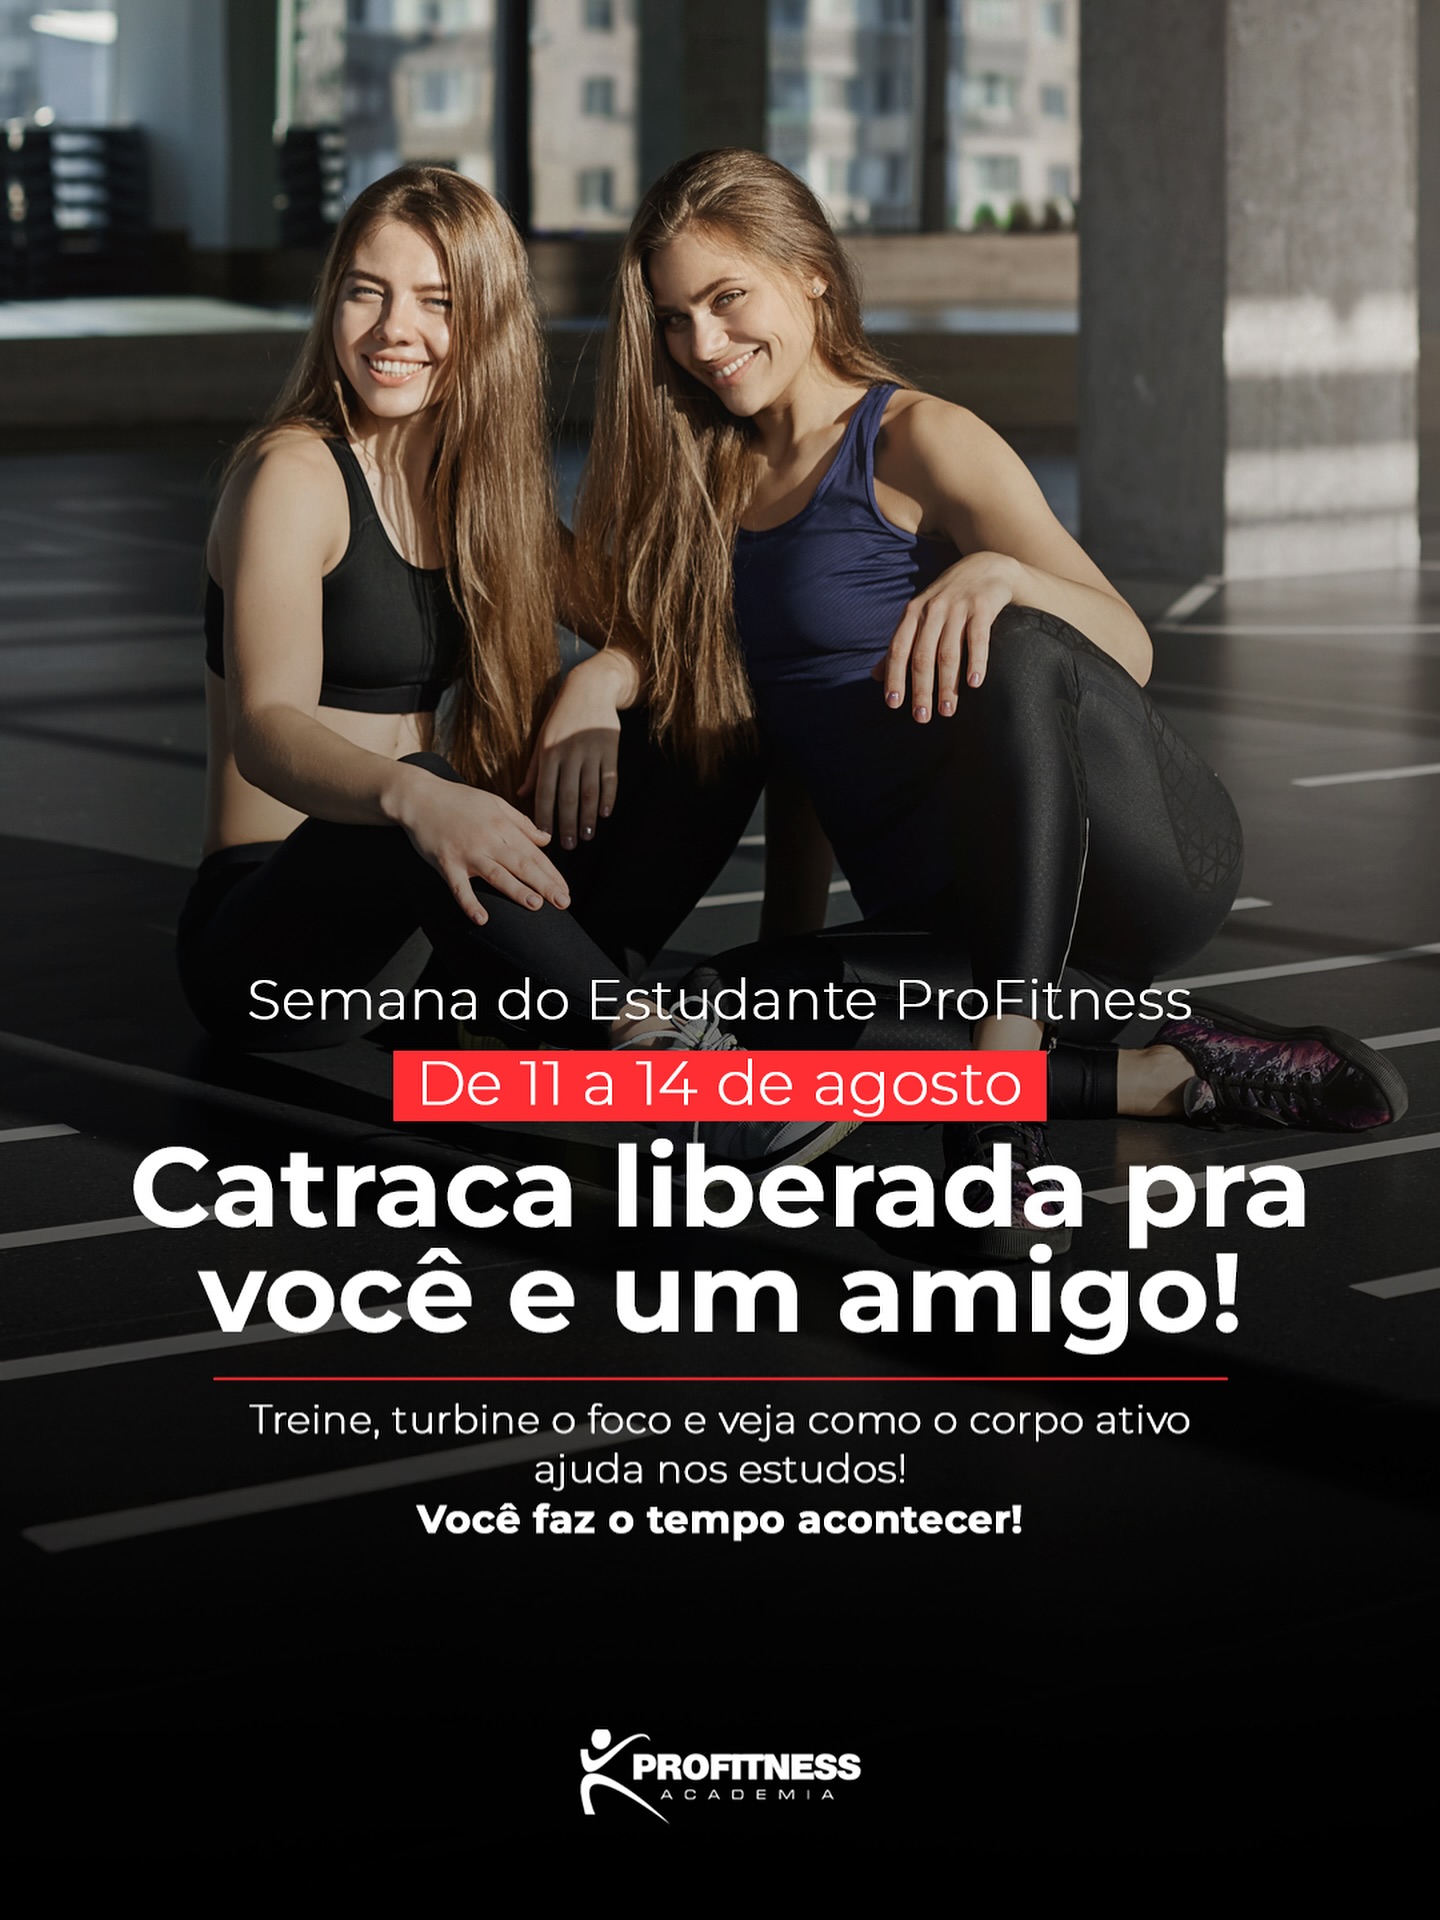 Semana do Estudante ProFitness
De 11 a 14 de agosto
Catraca liberada pra
você e um amigo!
Treine, turbine o foco e veja como o corpo ativo
ajuda nos estudos!
Você faz o tempo acontecer!
PROFITNESS
ACADEMIA